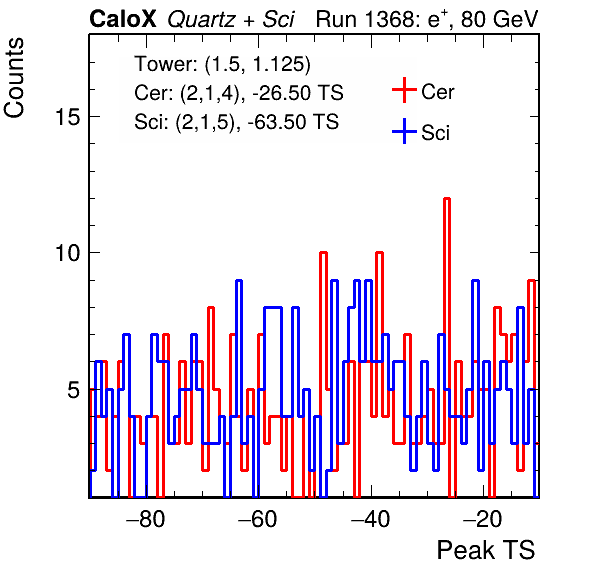 CaloX Quartz + Sci Run 1368: e+, 80 GeV
Counts
Tower: (1.5, 1.125)
Cer: (2,1,4), -26.50 TS
Sci: (2,1,5), -63.50 TS
Cer
Sci
15
10
5
−80 −60 −40 −20
Peak TS